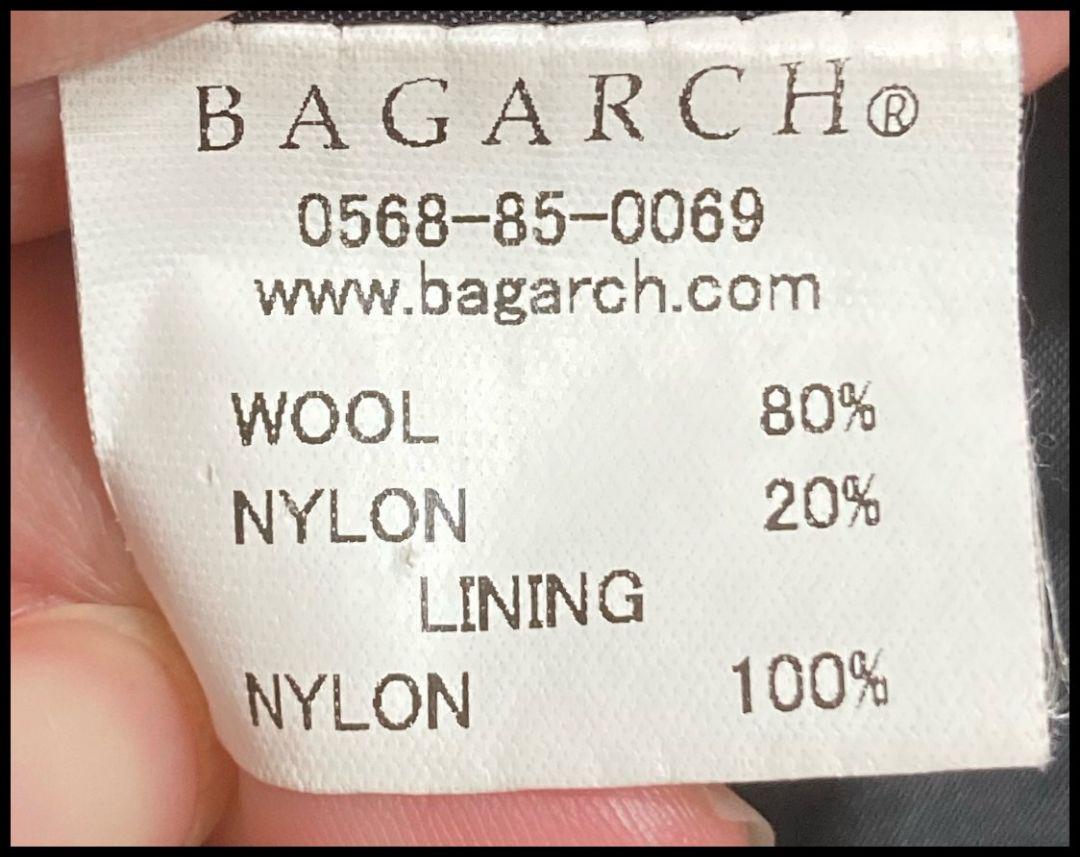 BAGARCH®
0568-85-0069
www.bagarch.com
WOOL 80%
NYLON 20%
LINING
NYLON 100%